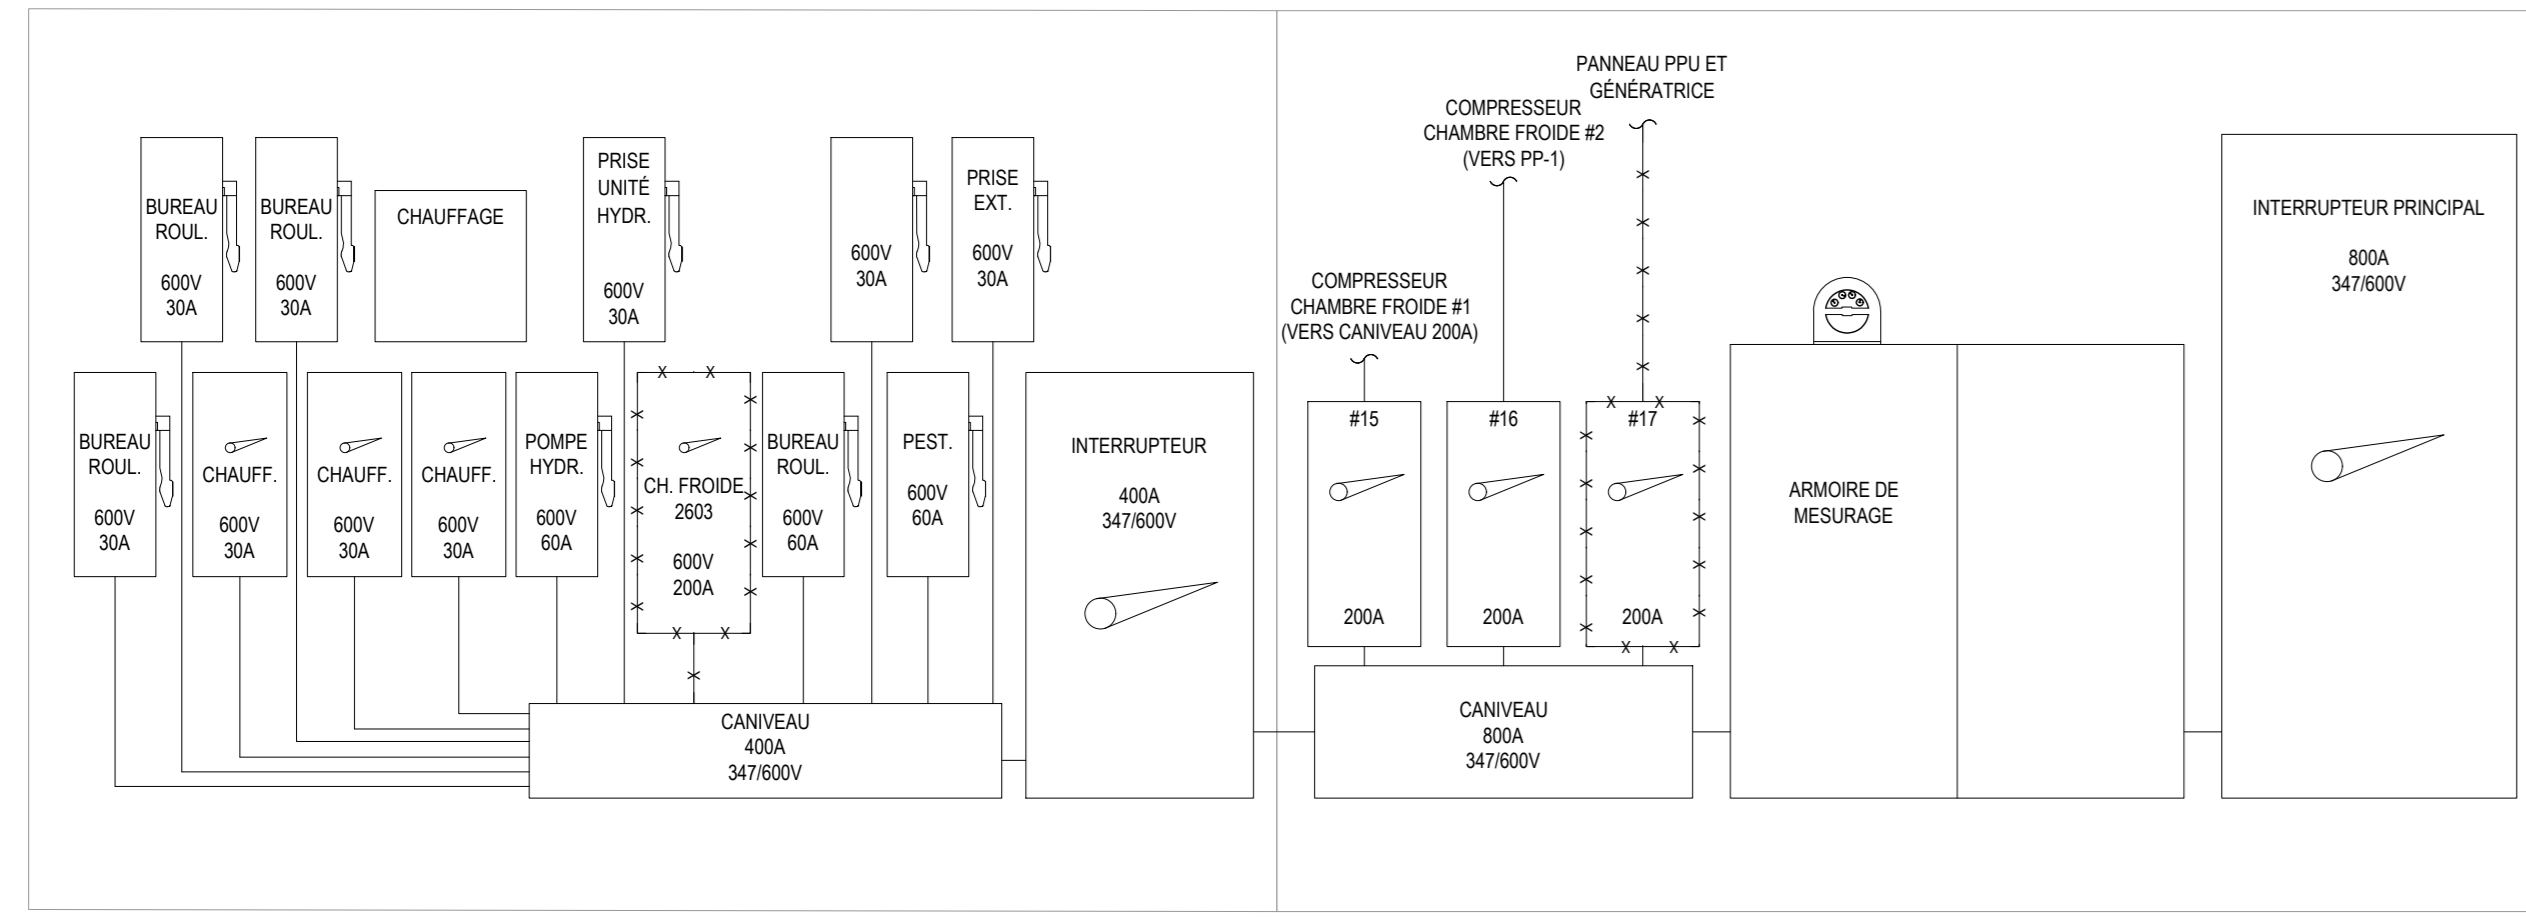 BUREAU
ROUL.
600V
30A
BUREAU
ROUL.
600V
30A
CHAUFFAGE
PRISE
UNITÉ
HYDR.
600V
30A
600V
30A
PRISE
EXT.
600V
30A
BUREAU
ROUL.
600V
30A
CHAUFF.
600V
30A
CHAUFF.
600V
30A
CHAUFF.
600V
30A
POMPE
HYDR.
600V
60A
CH. FROIDE
2603
600V
200A
BUREAU
ROUL.
600V
60A
PEST.
600V
60A
INTERRUPTEUR
400A
347/600V
CANIVEAU
400A
347/600V
COMPRESSEUR
CHAMBRE FROIDE #1
(VERS CANIVEAU 200A)
COMPRESSEUR
CHAMBRE FROIDE #2
(VERS PP-1)
PANNEAU PPU ET
GÉNÉRATRICE
#15
200A
#16
200A
#17
200A
CANIVEAU
800A
347/600V
ARMOIRE DE
MESURAGE
INTERRUPTEUR PRINCIPAL
800A
347/600V